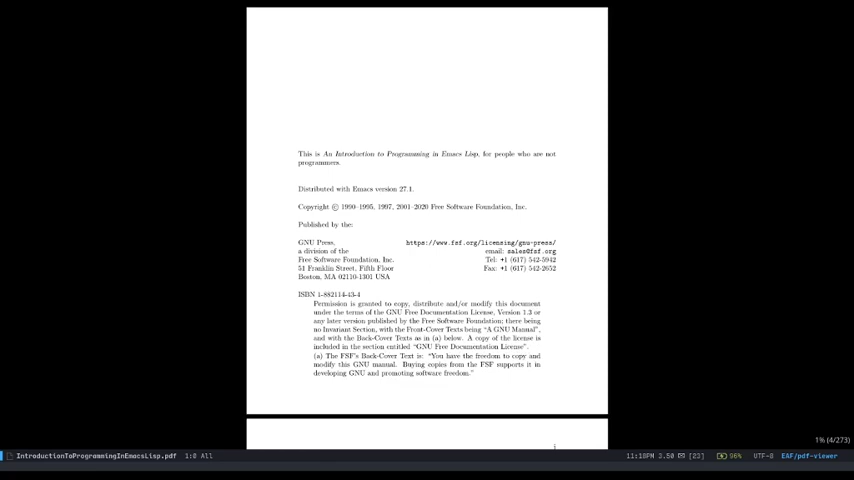 This is An Introduction to Programming in Emacs Lisp, for people who are not
programmers.
Distributed with Emacs version 27.1.
Copyright © 1990–1995, 1997, 2001–2020 Free Software Foundation, Inc.
Published by the:
GNU Press, https://www.fsf.org/licensing/gnu-press/
a division of the email: sales@fsf.org
Free Software Foundation, Inc. Tel: +1 (617) 542-5942
51 Franklin Street, Fifth Floor Fax: +1 (617) 542-2652
Boston, MA 02110-1301 USA
ISBN 1-882114-43-4
Permission is granted to copy, distribute and/or modify this document
under the terms of the GNU Free Documentation License, Version 1.3 or
any later version published by the Free Software Foundation; there being
no Invariant Section, with the Front-Cover Texts being “A GNU Manual”,
and with the Back-Cover Texts as in (a) below. A copy of the license is
included in the section entitled “GNU Free Documentation License”.
(a) The FSF’s Back-Cover Text is: “You have the freedom to copy and
modify this GNU manual. Buying copies from the FSF supports it in
developing GNU and promoting software freedom.”
i
1% (4/273)
IntroductionToProgrammingInEmacsLisp.pdf 1:0 All 11:18PM 3.50 [23] 96% UTF-8 EAF/pdf-viewer